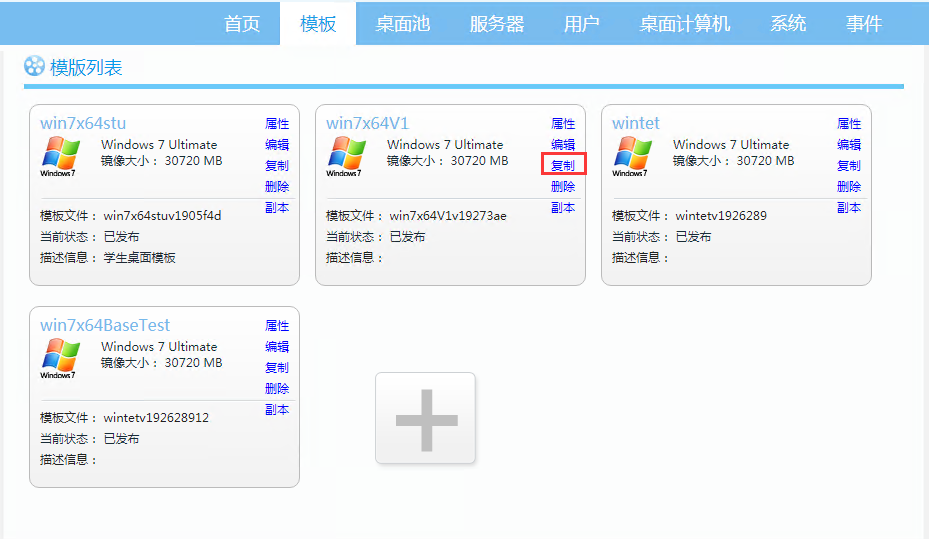 首页 模板 桌面池 服务器 用户 桌面计算机 系统 事件
模版列表
win7x64stu
属性
Windows 7 Ultimate
编辑
镜像大小： 30720 MB
复制
Windows7
删除
副本
模板文件： win7x64stuv1905f4d
当前状态： 已发布
描述信息： 学生桌面模板
win7x64V1
属性
Windows 7 Ultimate
编辑
镜像大小： 30720 MB
复制
Windows7
删除
副本
模板文件： win7x64V1v19273ae
当前状态： 已发布
描述信息：
wintet
属性
Windows 7 Ultimate
编辑
镜像大小： 30720 MB
复制
Windows7
删除
副本
模板文件： wintetv1926289
当前状态： 已发布
描述信息：
win7x64BaseTest
属性
Windows 7 Ultimate
编辑
镜像大小： 30720 MB
复制
Windows7
删除
副本
模板文件： wintetv192628912
当前状态： 已发布
描述信息：